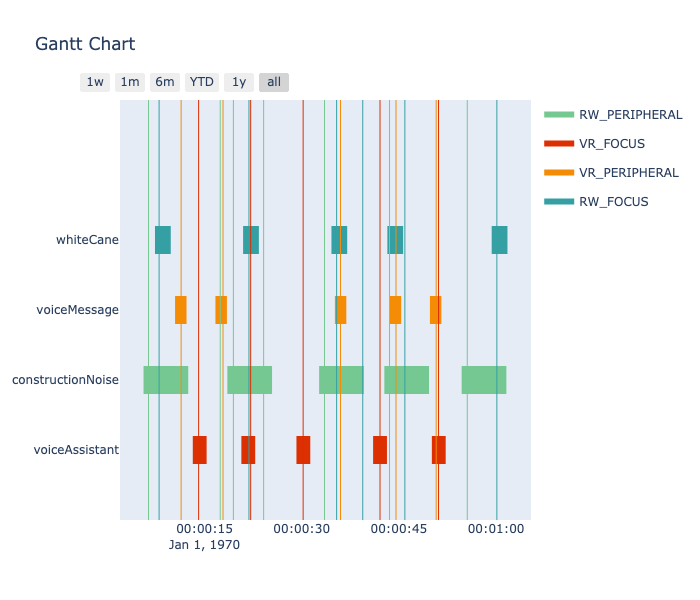 Gantt Chart
1w 1m 6m YTD 1y all
RW_PERIPHERAL
VR_FOCUS
VR_PERIPHERAL
RW_FOCUS
whiteCane
voiceMessage
constructionNoise
voiceAssistant
00:00:15 00:00:30 00:00:45 00:01:00
Jan 1, 1970